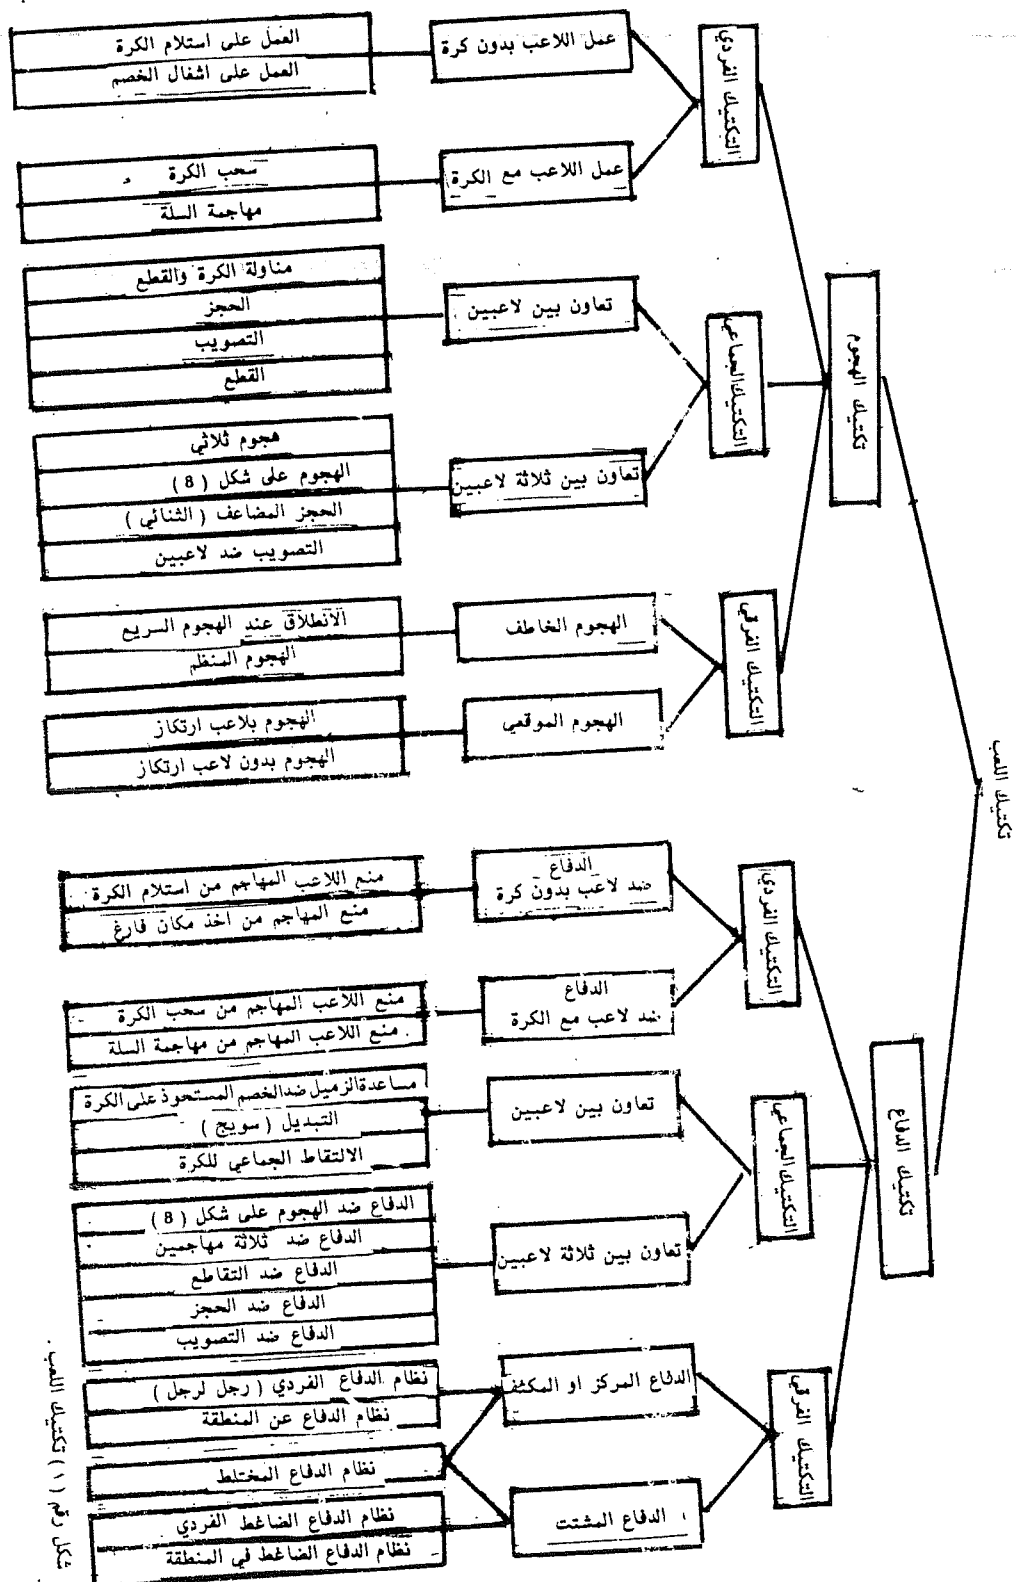 تكتيك اللعب
تكتيك الهجوم
التكتيك الفردي
عمل اللاعب بدون كرة
العمل على استلام الكرة
العمل على اشغال الخصم
عمل اللاعب مع الكرة
سحب الكرة
مهاجمة السلة
التكتيك الجماعي
تعاون بين لاعبين
مناولة الكرة والقطع
الحجز
التصويب
القطع
تعاون بين ثلاثة لاعبين
هجوم ثلاثي
الهجوم على شكل ( 8 )
الحجز المضاعف ( الثنائي )
التصويب ضد لاعبين
التكتيك الفرقي
الهجوم الخاطف
الانطلاق عند الهجوم السريع
الهجوم المنظم
الهجوم الموقعي
الهجوم بلاعب ارتكاز
الهجوم بدون لاعب ارتكاز
تكتيك الدفاع
التكتيك الفردي
الدفاع
ضد لاعب بدون كرة
منع اللاعب المهاجم من استلام الكرة
منع المهاجم من اخذ مكان فارغ
الدفاع
ضد لاعب مع الكرة
منع اللاعب المهاجم من سحب الكرة
منع اللاعب المهاجم من مهاجمة السلة
التكتيك الجماعي
تعاون بين لاعبين
مساعدة الزميل ضد الخصم المستحوذ على الكرة
التبديل ( سويج )
الالتقاط الجماعي للكرة
تعاون بين ثلاثة لاعبين
الدفاع ضد الهجوم على شكل ( 8 )
الدفاع ضد ثلاثة مهاجمين
الدفاع ضد التقاطع
الدفاع ضد الحجز
الدفاع ضد التصويب
التكتيك الفرقي
الدفاع المركز او المكثف
نظام الدفاع الفردي ( رجل لرجل )
نظام الدفاع عن المنطقة
نظام الدفاع المختلط
الدفاع المشتت
نظام الدفاع الضاغط الفردي
نظام الدفاع الضاغط في المنطقة
شكل رقم ( ١ ) تكتيك اللعب .